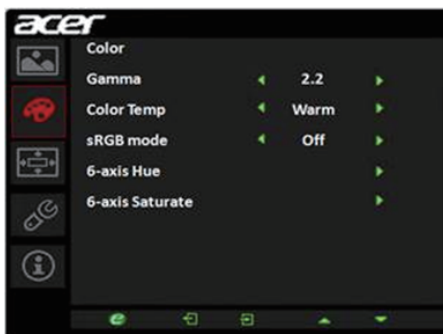 acer
Color
Gamma 2.2
Color Temp Warm
sRGB mode Off
6-axis Hue
6-axis Saturate